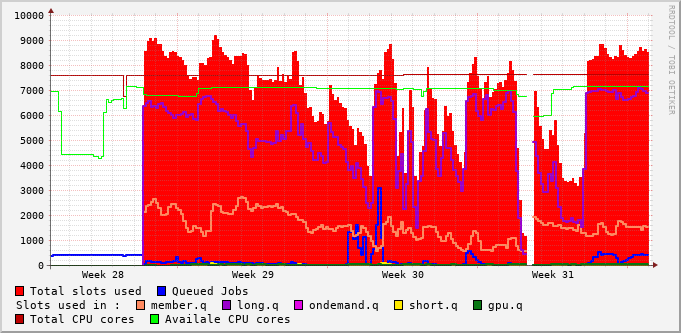 10000
9000
8000
7000
6000
5000
4000
3000
2000
1000
0
Week 28 Week 29 Week 30 Week 31
RRDTOOL / TOBI OETIKER
Total slots used Queued Jobs
Slots used in : member.q long.q ondemand.q short.q gpu.q
Total CPU cores Availale CPU cores